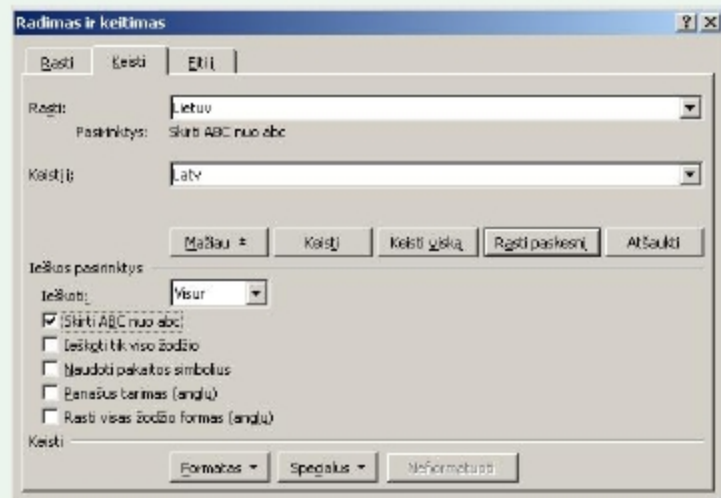 Radimas ir keitimas
Rasti Keisti Eiti į
Rasti: Lietuv
Pasirinktys: Skirti ABC nuo abc
Keisti į: Latv
Mažiau ± Keisti Keisti viską Rasti paskesnį Atšaukti
Ieškos pasirinktys
Ieškoti: Visur
Skirti ABC nuo abc
Ieškoti tik viso žodžio
Naudoti pakaitos simbolius
Panašus tarimas (anglų)
Rasti visas žodžio formas (anglų)
Keisti
Formatas Specialus Neformatuoti